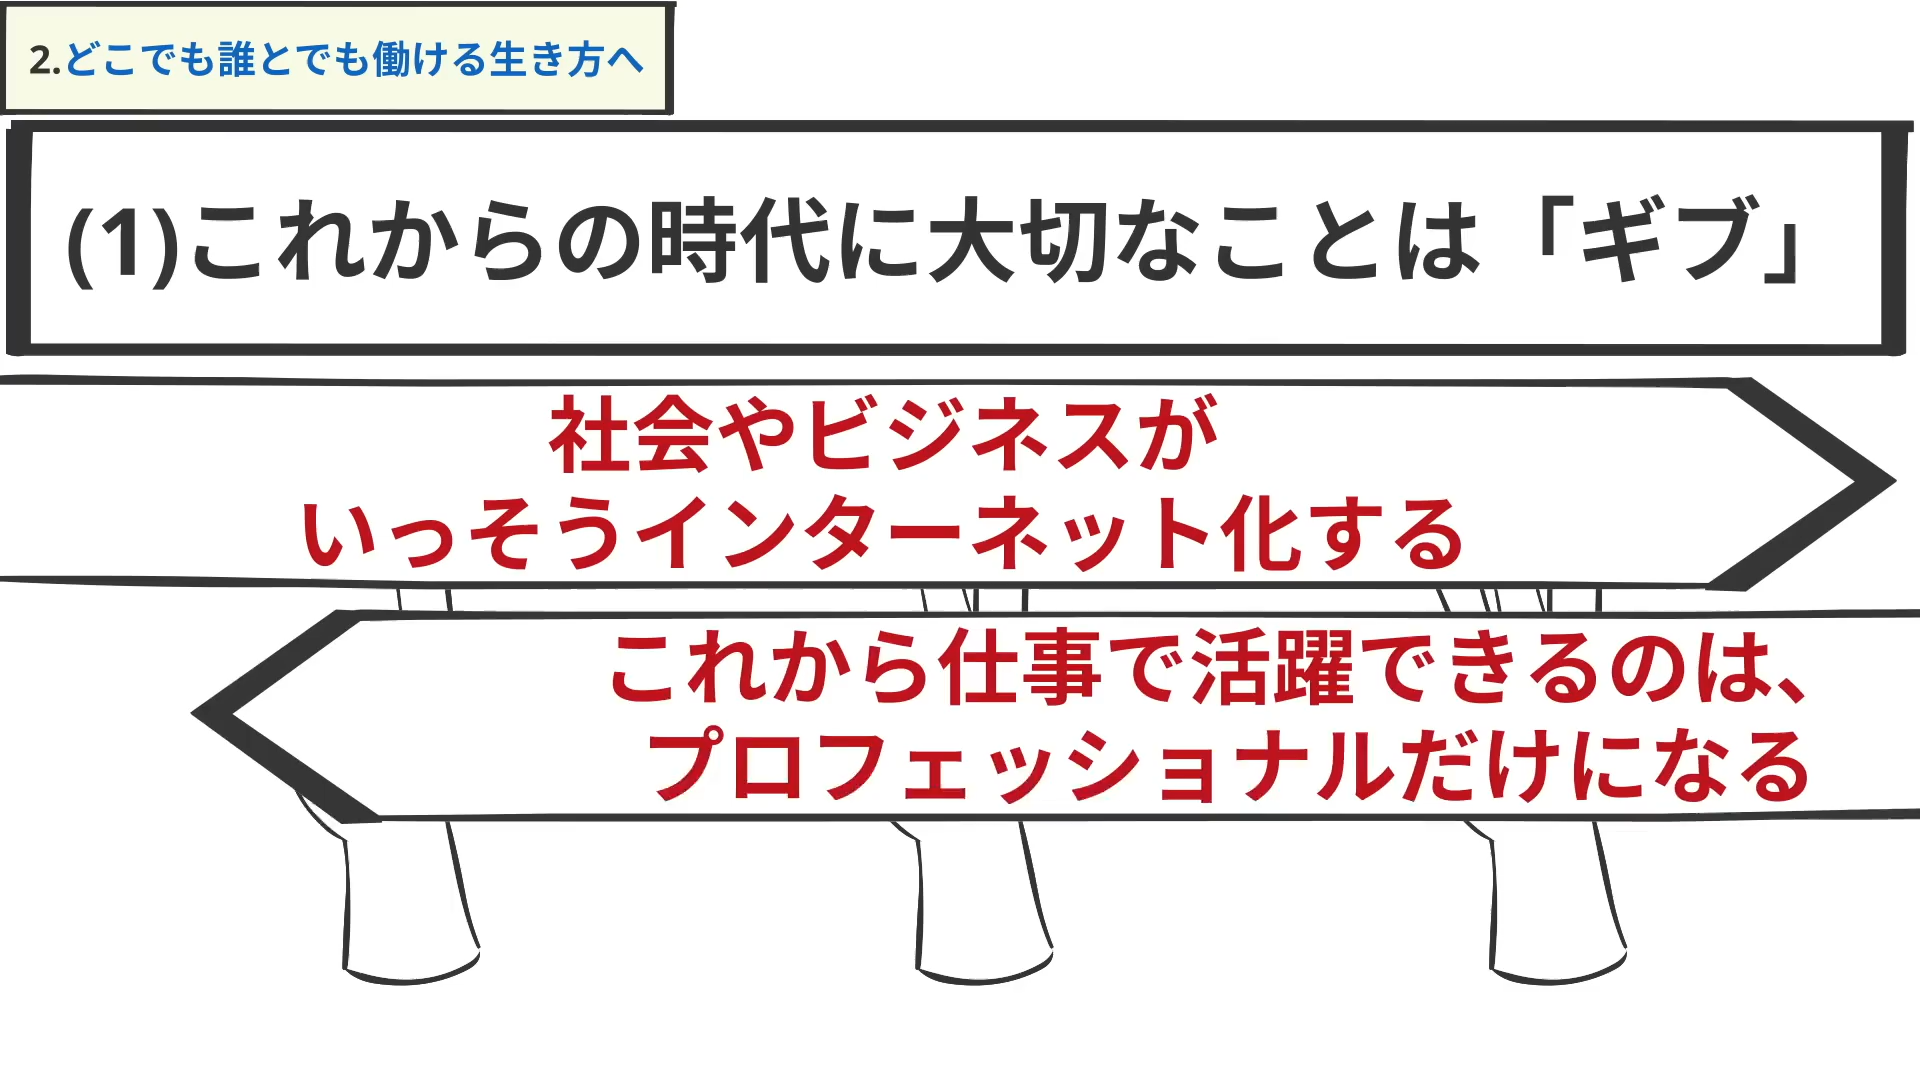 2.どこでも誰とでも働ける生き方へ
(1)これからの時代に大切なことは「ギブ」
社会やビジネスが
いっそうインターネット化する
これから仕事で活躍できるのは、
プロフェッショナルだけになる